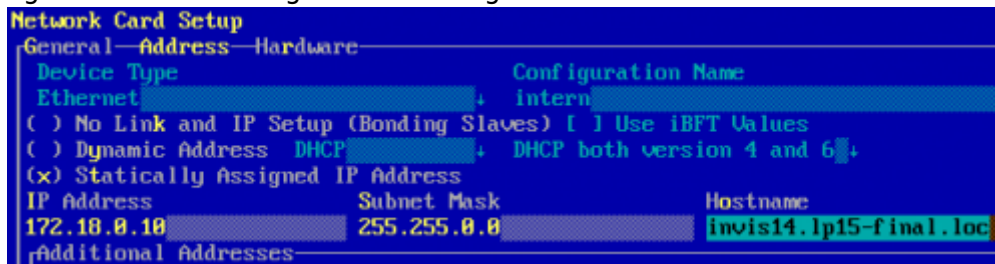 Network Card Setup
General Address Hardware
Device Type Configuration Name
Ethernet ↓ intern
( ) No Link and IP Setup (Bonding Slaves) [ ] Use iBFT Values
( ) Dynamic Address DHCP ↓ DHCP both version 4 and 6 ↓
(x) Statically Assigned IP Address
IP Address Subnet Mask Hostname
172.18.0.10 255.255.0.0 invis14.lp15-final.loc
Additional Addresses